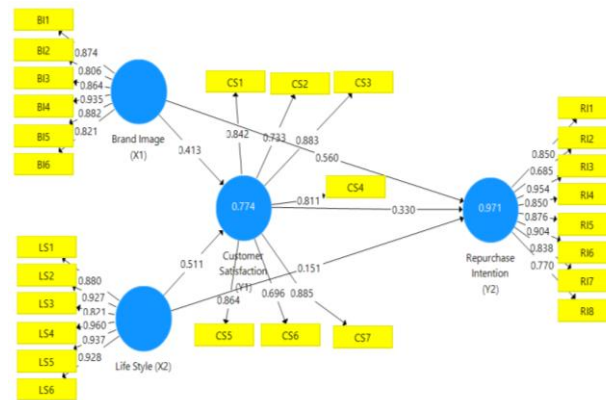 BI1
BI2
BI3
BI4
BI5
BI6
0.874
0.806
0.864
0.935
0.882
0.821
Brand Image
(X1)
CS1
CS2
CS3
0.842
0.733
0.883
0.413
0.560
CS4
0.811
0.774
0.330
Customer
Satisfaction
(Y1)
0.511
0.151
0.864
0.696
0.885
CS5
CS6
CS7
LS1
LS2
LS3
LS4
LS5
LS6
0.880
0.927
0.821
0.960
0.937
0.928
Life Style (X2)
0.971
Repurchase
Intention
(Y2)
0.850
0.685
0.954
0.850
0.876
0.904
0.838
0.770
RI1
RI2
RI3
RI4
RI5
RI6
RI7
RI8